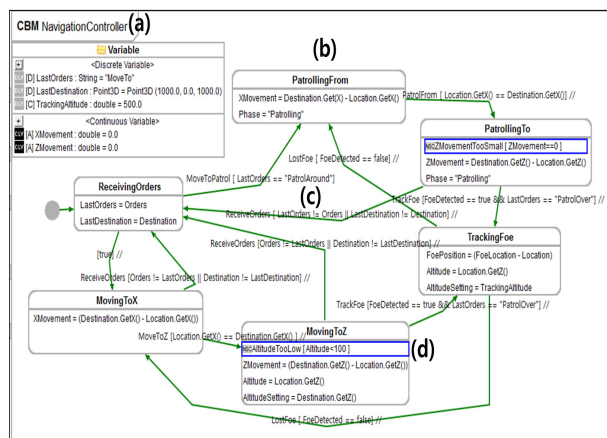 CBM NavigationController
(a)
Variable
<Discrete Variable>
[D] LastOrders : String = "MoveTo"
[D] LastDestination : Point3D = Point3D (1000.0, 0.0, 1000.0)
[C] TrackingAltitude : double = 500.0
<Continuous Variable>
[A] XMovement : double = 0.0
[A] ZMovement : double = 0.0
(b)
PatrollingFrom
XMovement = Destination.Get(X) - Location.GetX()
Phase = "Patrolling"
PatrolFrom [ Location.GetX() == Destination.GetX()] //
PatrollingTo
ZMovementTooSmall [ ZMovement==0 ]
ZMovement = Destination.GetZ() - Location.GetZ()
Phase = "Patrolling"
LostFoe [ FoeDetected == false] //
MoveToPatrol [ LastOrders == "PatrolAround"]
ReceivingOrders
LastOrders = Orders
LastDestination = Destination
(c)
TrackFoe [FoeDetected == true && LastOrders == "PatrolOver"] //
ReceiveOrders [ LastOrders != Orders || LastDestination != Destination] //
TrackingFoe
FoePosition = (FoeLocation - Location)
Altitude = Location.GetZ()
AltitudeSetting = TrackingAltitude
ReceiveOrders [Orders != LastOrders || Destination != LastDestination] //
[true] //
ReceiveOrders [Orders != LastOrders || Destination != LastDestination] //
MovingToX
XMovement = (Destination.GetX() - Location.GetX())
TrackFoe [FoeDetected == true && LastOrders == "PatrolOver"] //
MoveToZ [Location.GetX() == Destination.GetX() ] //
MovingToZ
(d)
AltitudeTooLow [ Altitude<100 ]
ZMovement = (Destination.GetZ() - Location.GetZ())
Altitude = Location.GetZ()
AltitudeSetting = Destination.GetZ()
LostFoe [ FoeDetected == false] //